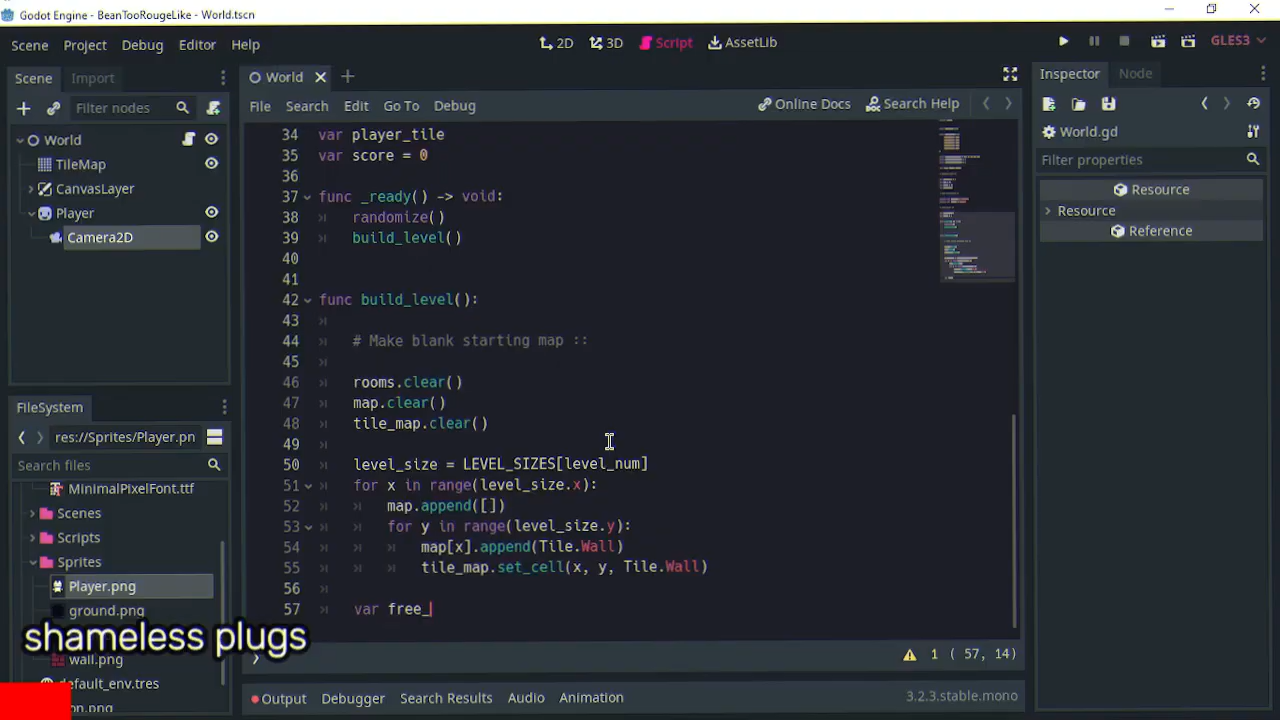 Godot Engine - BeanTooRougeLike - World.tscn
Scene Project Debug Editor Help
2D 3D Script AssetLib
GLES3
Scene Import
Filter nodes
World
TileMap
CanvasLayer
Player
Camera2D
FileSystem
res://Sprites/Player.pn
Search files
MinimalPixelFont.ttf
Scenes
Scripts
Sprites
Player.png
ground.png
wall.png
default_env.tres
on.png
shameless plugs
World
File Search Edit Go To Debug
Online Docs Search Help
34 var player_tile
35 var score = 0
36
37 func _ready() -> void:
38 randomize()
39 build_level()
40
41
42 func build_level():
43
44 # Make blank starting map ::
45
46 rooms.clear()
47 map.clear()
48 tile_map.clear()
49
50 level_size = LEVEL_SIZES[level_num]
51 for x in range(level_size.x):
52 map.append([])
53 for y in range(level_size.y):
54 map[x].append(Tile.Wall)
55 tile_map.set_cell(x, y, Tile.Wall)
56
57 var free_
1 ( 57, 14)
Output Debugger Search Results Audio Animation
3.2.3.stable.mono
Inspector Node
World.gd
Filter properties
Resource
Resource
Reference